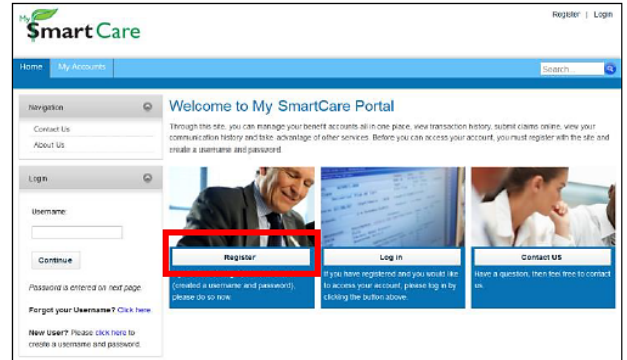 My
SmartCare
Register | Login
Home My Accounts
Search...
Navigation
Contact Us
About Us
Login
Username:
Continue
Password is entered on next page.
Forgot your Username? Click here
New User? Please click here to
create a username and password.
Welcome to My SmartCare Portal
Through this site, you can manage your benefit accounts all in one place, view transaction history, submit claims online, view your
communication history and take advantage of other services. Before you can access your account, you must register with the site and
create a username and password.
Register
(created a username and password),
please do so now.
Log in
If you have registered and you would like
to access your account, please log in by
clicking the button above.
Contact US
Have a question, then feel free to contact
us.